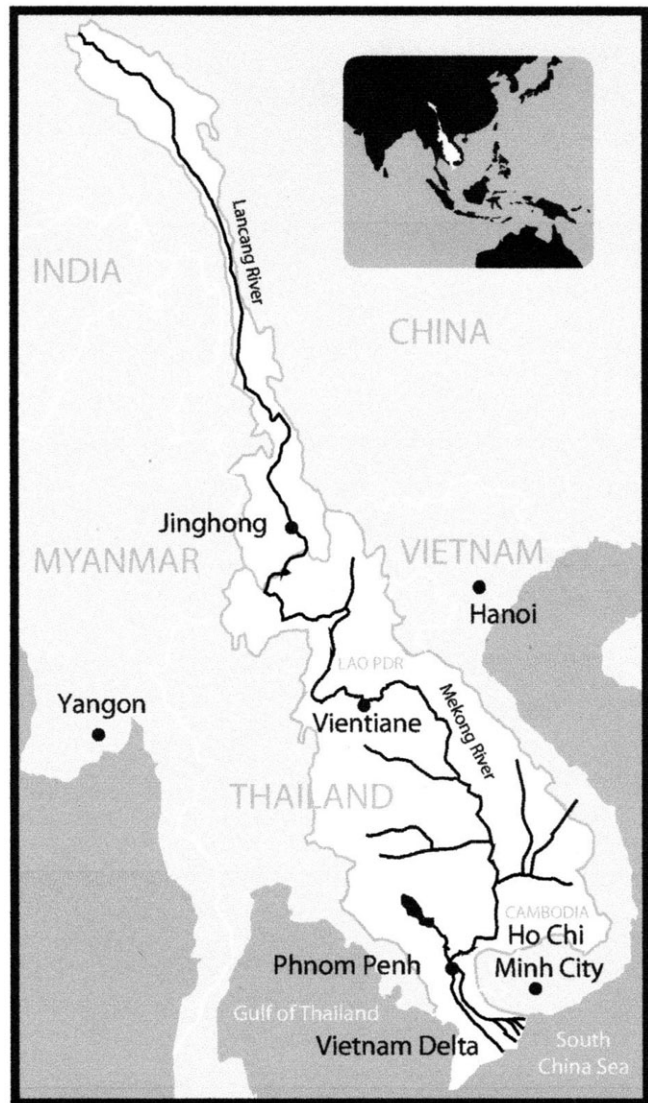 Lancang River
INDIA
CHINA
Jinghong
MYANMAR
VIETNAM
Hanoi
LAO PDR
Yangon
Vientiane
Mekong River
THAILAND
CAMBODIA
Ho Chi
Minh City
Phnom Penh
Gulf of Thailand
Vietnam Delta
South
China Sea